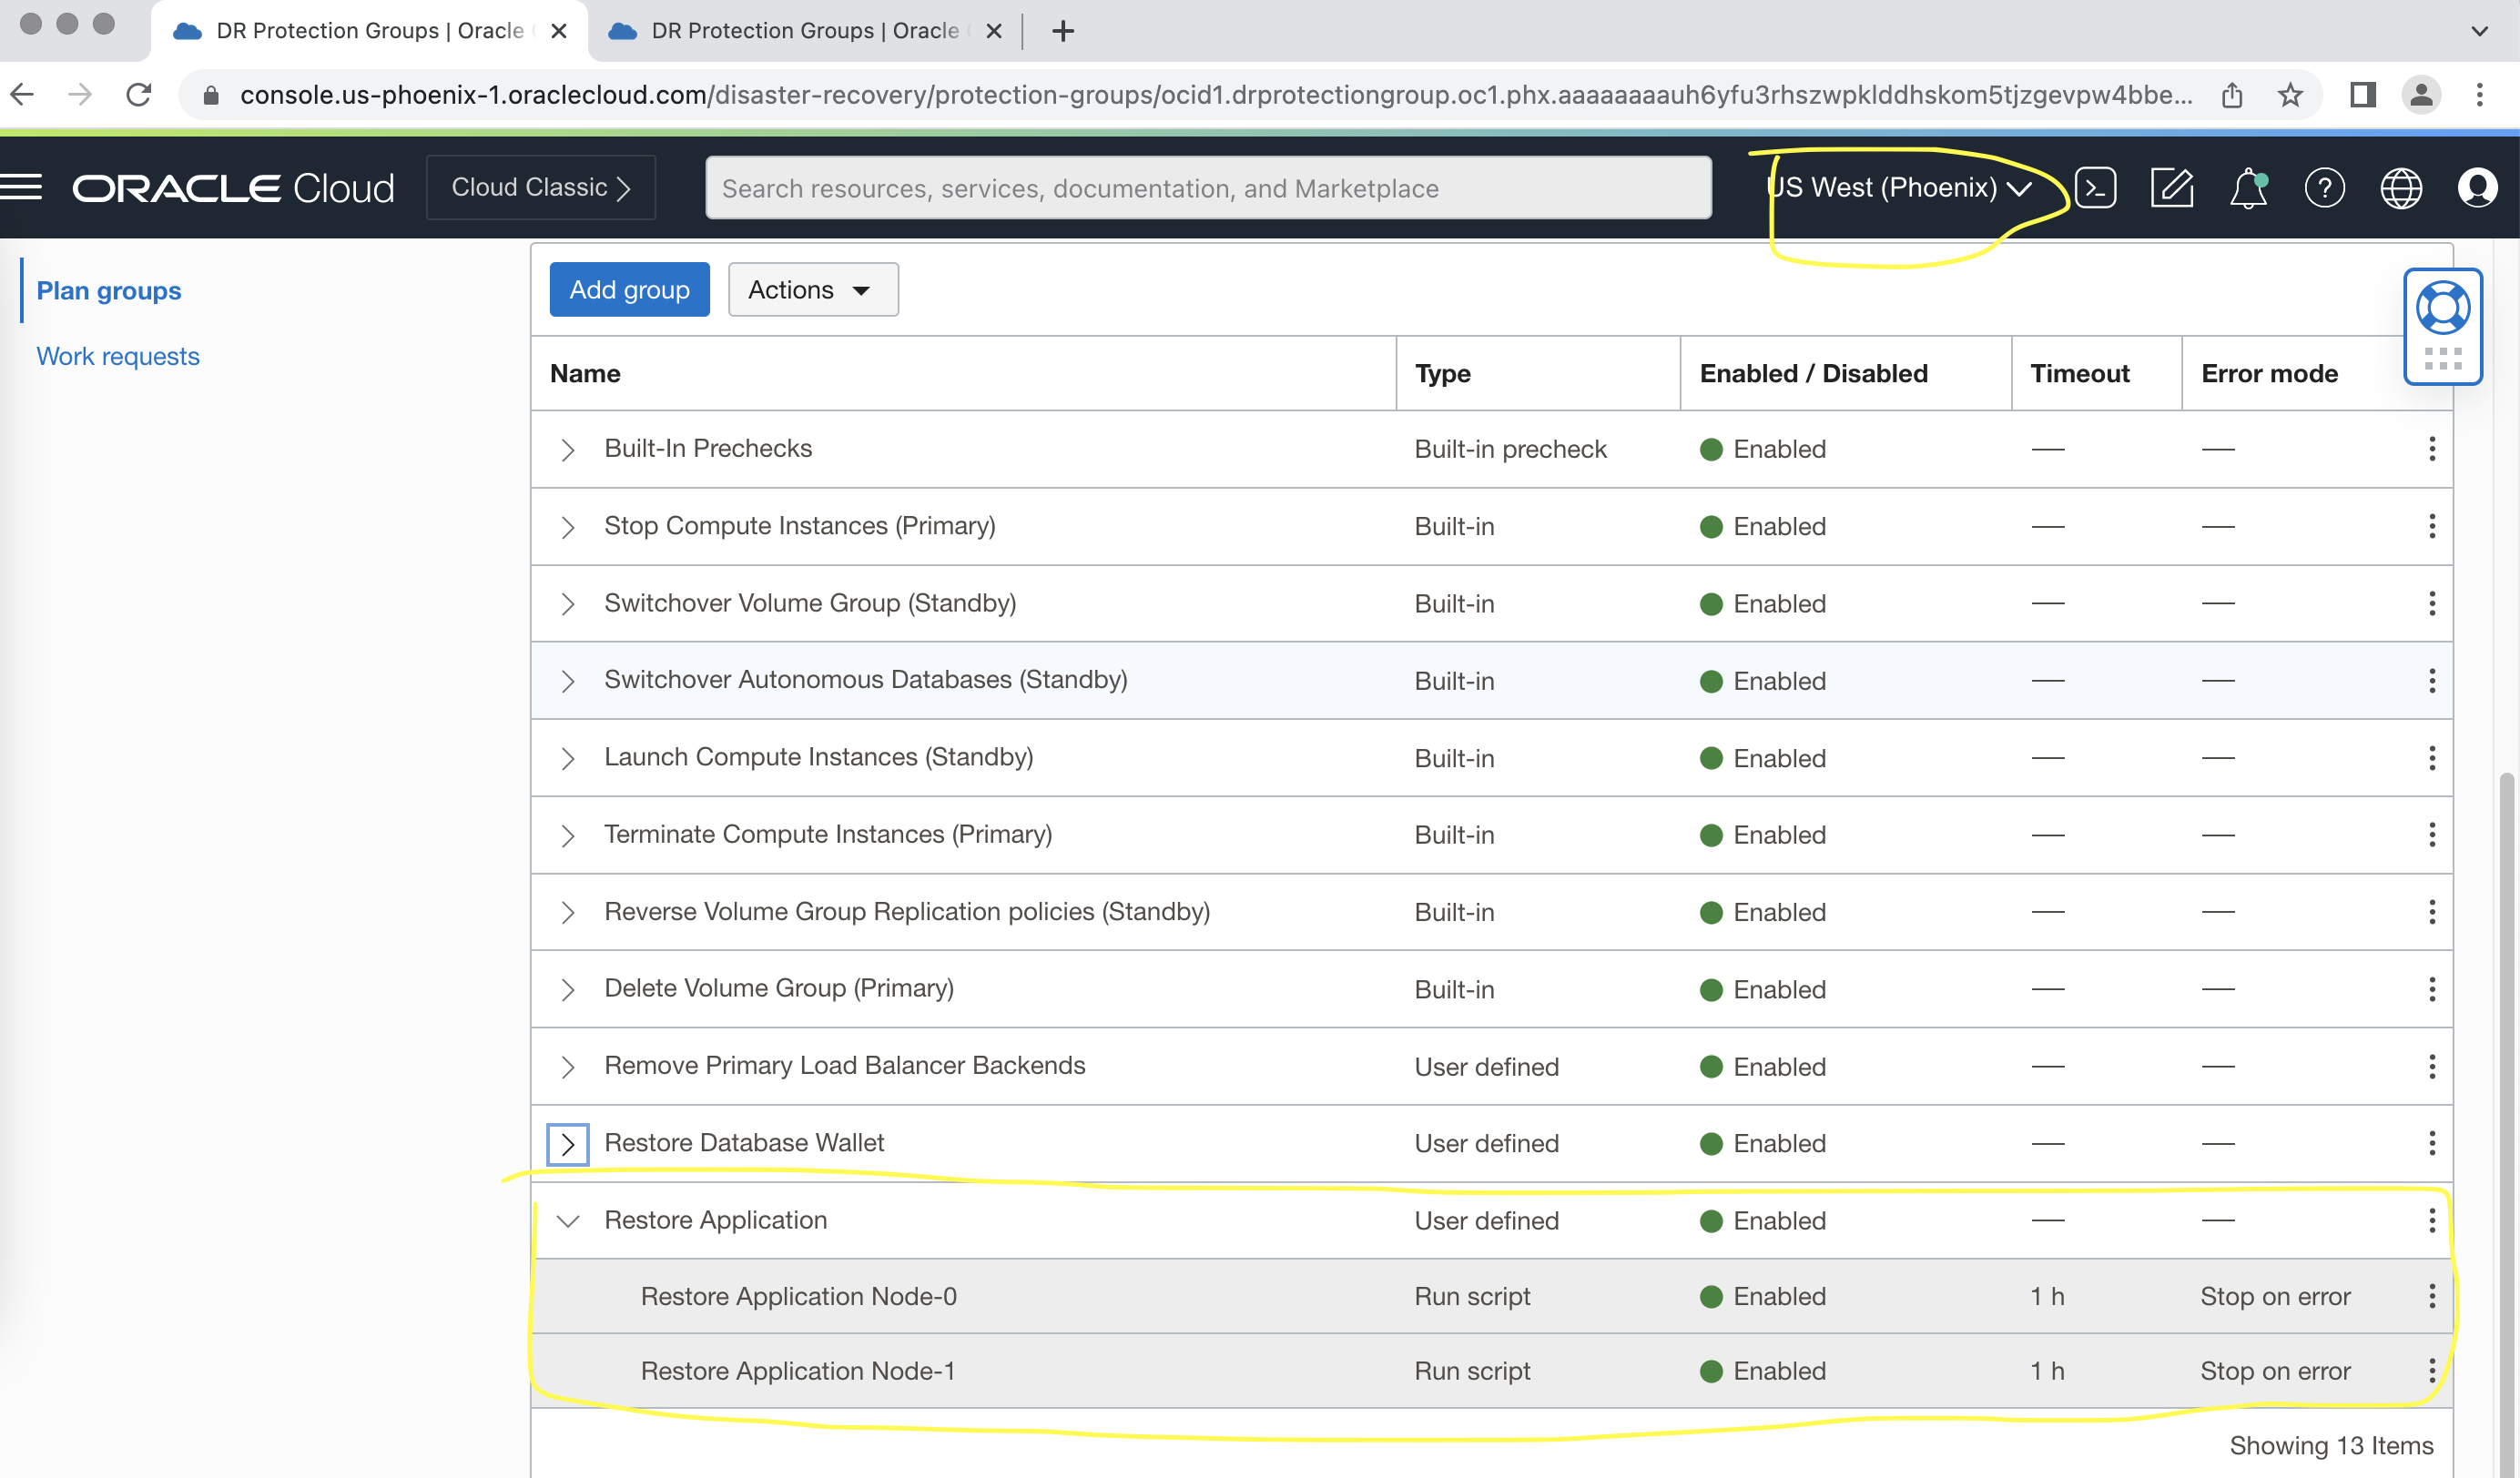 DR Protection Groups | Oracle
DR Protection Groups | Oracle
console.us-phoenix-1.oraclecloud.com/disaster-recovery/protection-groups/ocid1.drprotectiongroup.oc1.phx.aaaaaaaauh6yfu3rhszwpklddhskom5tjzgevpw4bbe...
ORACLE Cloud
Cloud Classic
Search resources, services, documentation, and Marketplace
US West (Phoenix)
Plan groups
Work requests
Add group
Actions
Name Type Enabled / Disabled Timeout Error mode
Built-In Prechecks Built-in precheck Enabled — —
Stop Compute Instances (Primary) Built-in Enabled — —
Switchover Volume Group (Standby) Built-in Enabled — —
Switchover Autonomous Databases (Standby) Built-in Enabled — —
Launch Compute Instances (Standby) Built-in Enabled — —
Terminate Compute Instances (Primary) Built-in Enabled — —
Reverse Volume Group Replication policies (Standby) Built-in Enabled — —
Delete Volume Group (Primary) Built-in Enabled — —
Remove Primary Load Balancer Backends User defined Enabled — —
Restore Database Wallet User defined Enabled — —
Restore Application User defined Enabled — —
Restore Application Node-0 Run script Enabled 1 h Stop on error
Restore Application Node-1 Run script Enabled 1 h Stop on error
Showing 13 Items